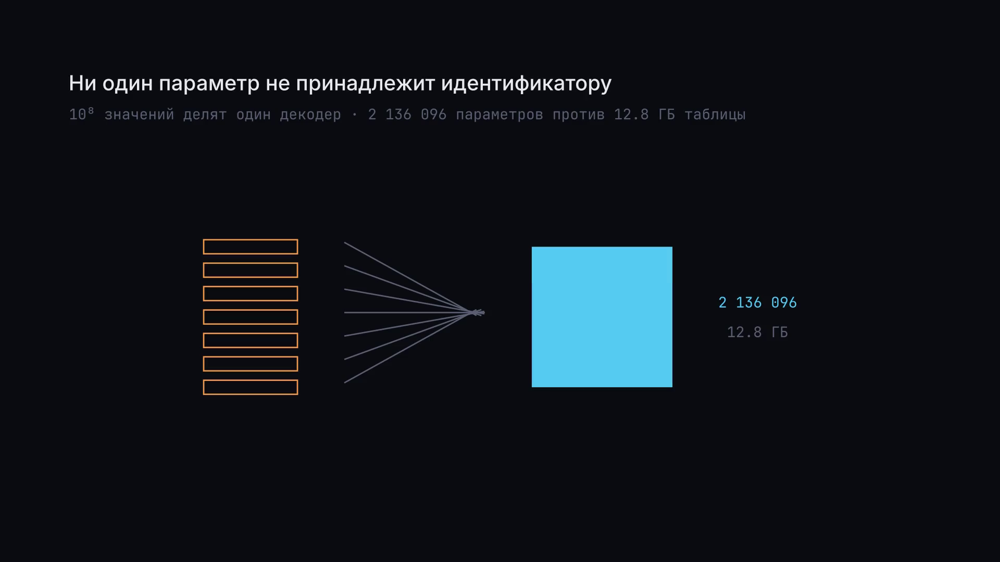 Ни один параметр не принадлежит идентификатору
10⁸ значений делят один декодер · 2 136 096 параметров против 12.8 ГБ таблицы
2 136 096
12.8 ГБ